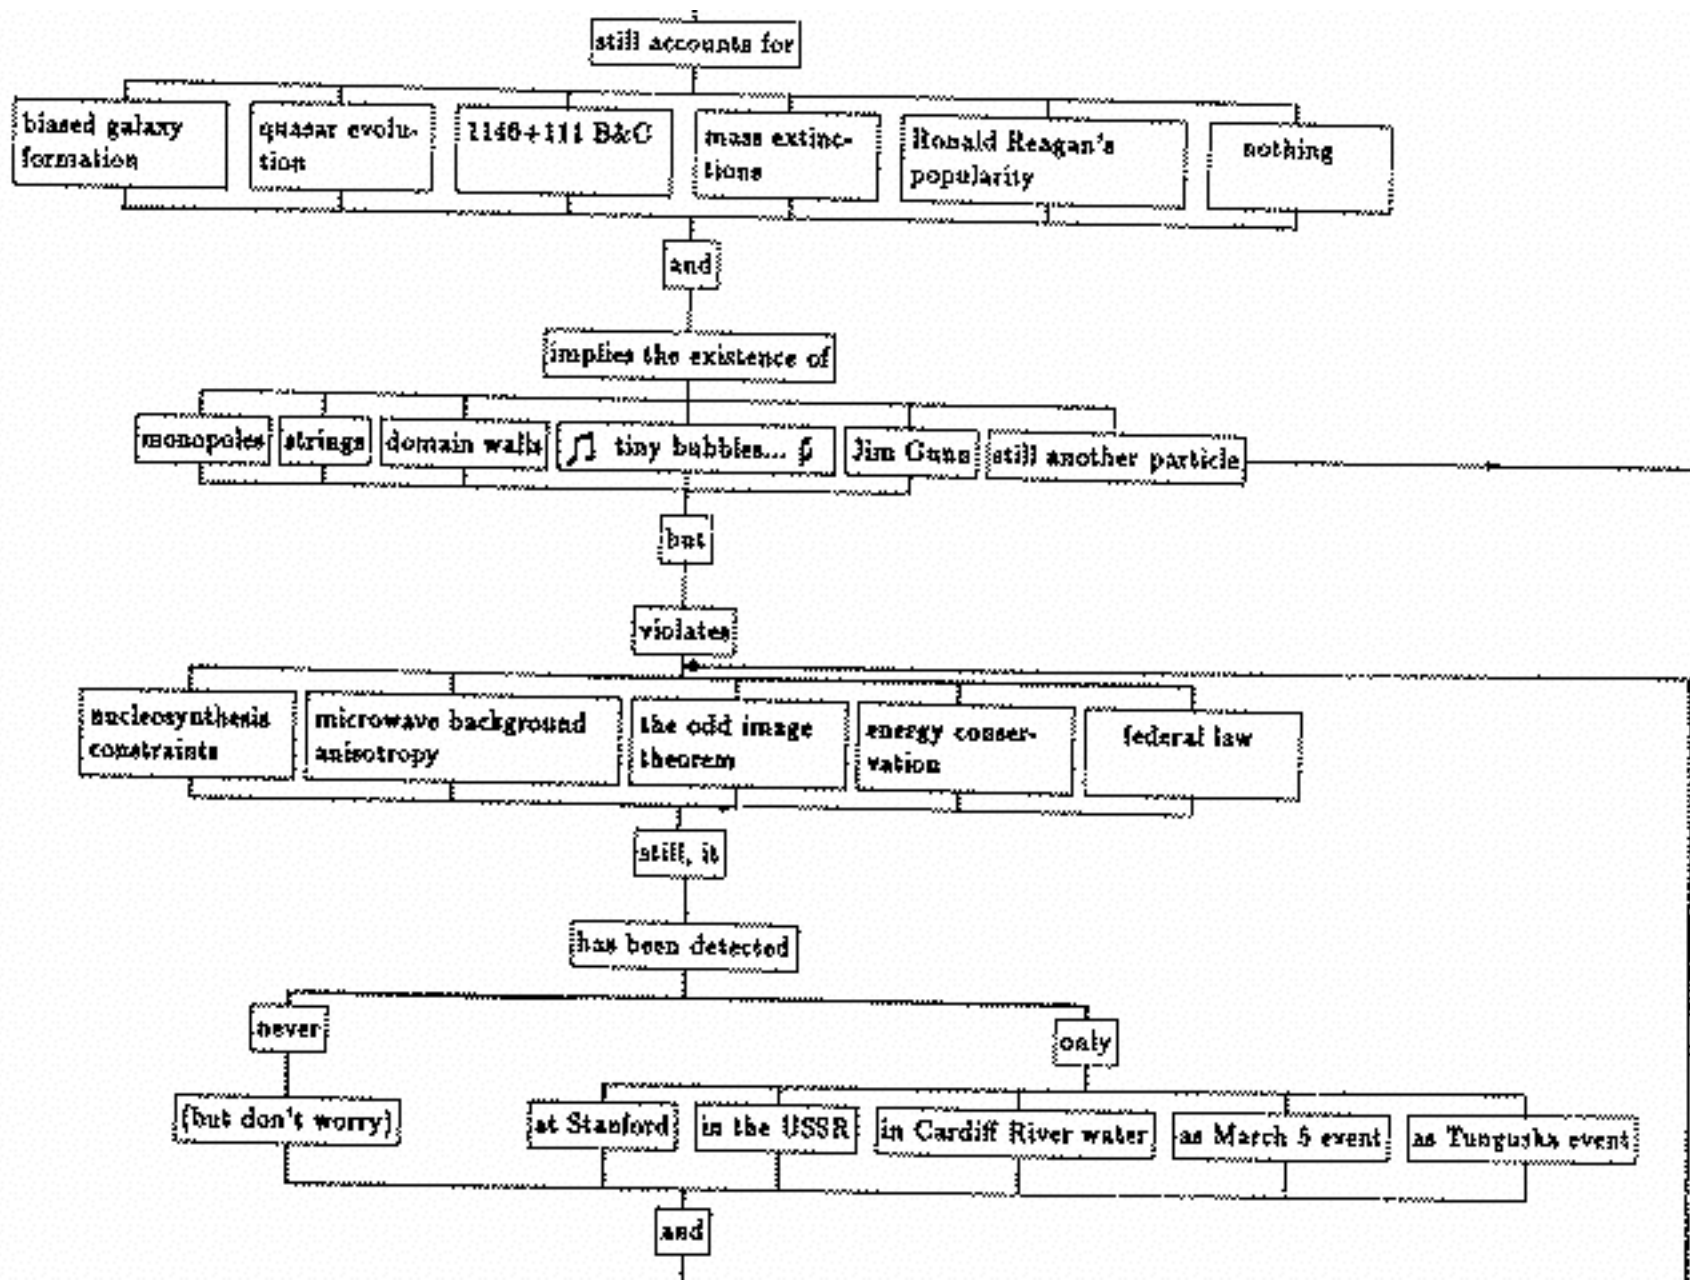 still accounts for
biased galaxy
formation
quasar evolu-
tion
1146+111 B&C
mass extinc-
tions
Ronald Reagan's
popularity
nothing
and
implies the existence of
monopoles
strings
domain walls
♫ tiny bubbles... ♫
Jim Gunn
still another particle
but
violates
nucleosynthesis
constraints
microwave background
anisotropy
the odd image
theorem
energy conser-
vation
federal law
still, it
has been detected
never
only
(but don't worry)
at Stanford
in the USSR
in Cardiff River water
as March 5 event
as Tunguska event
and